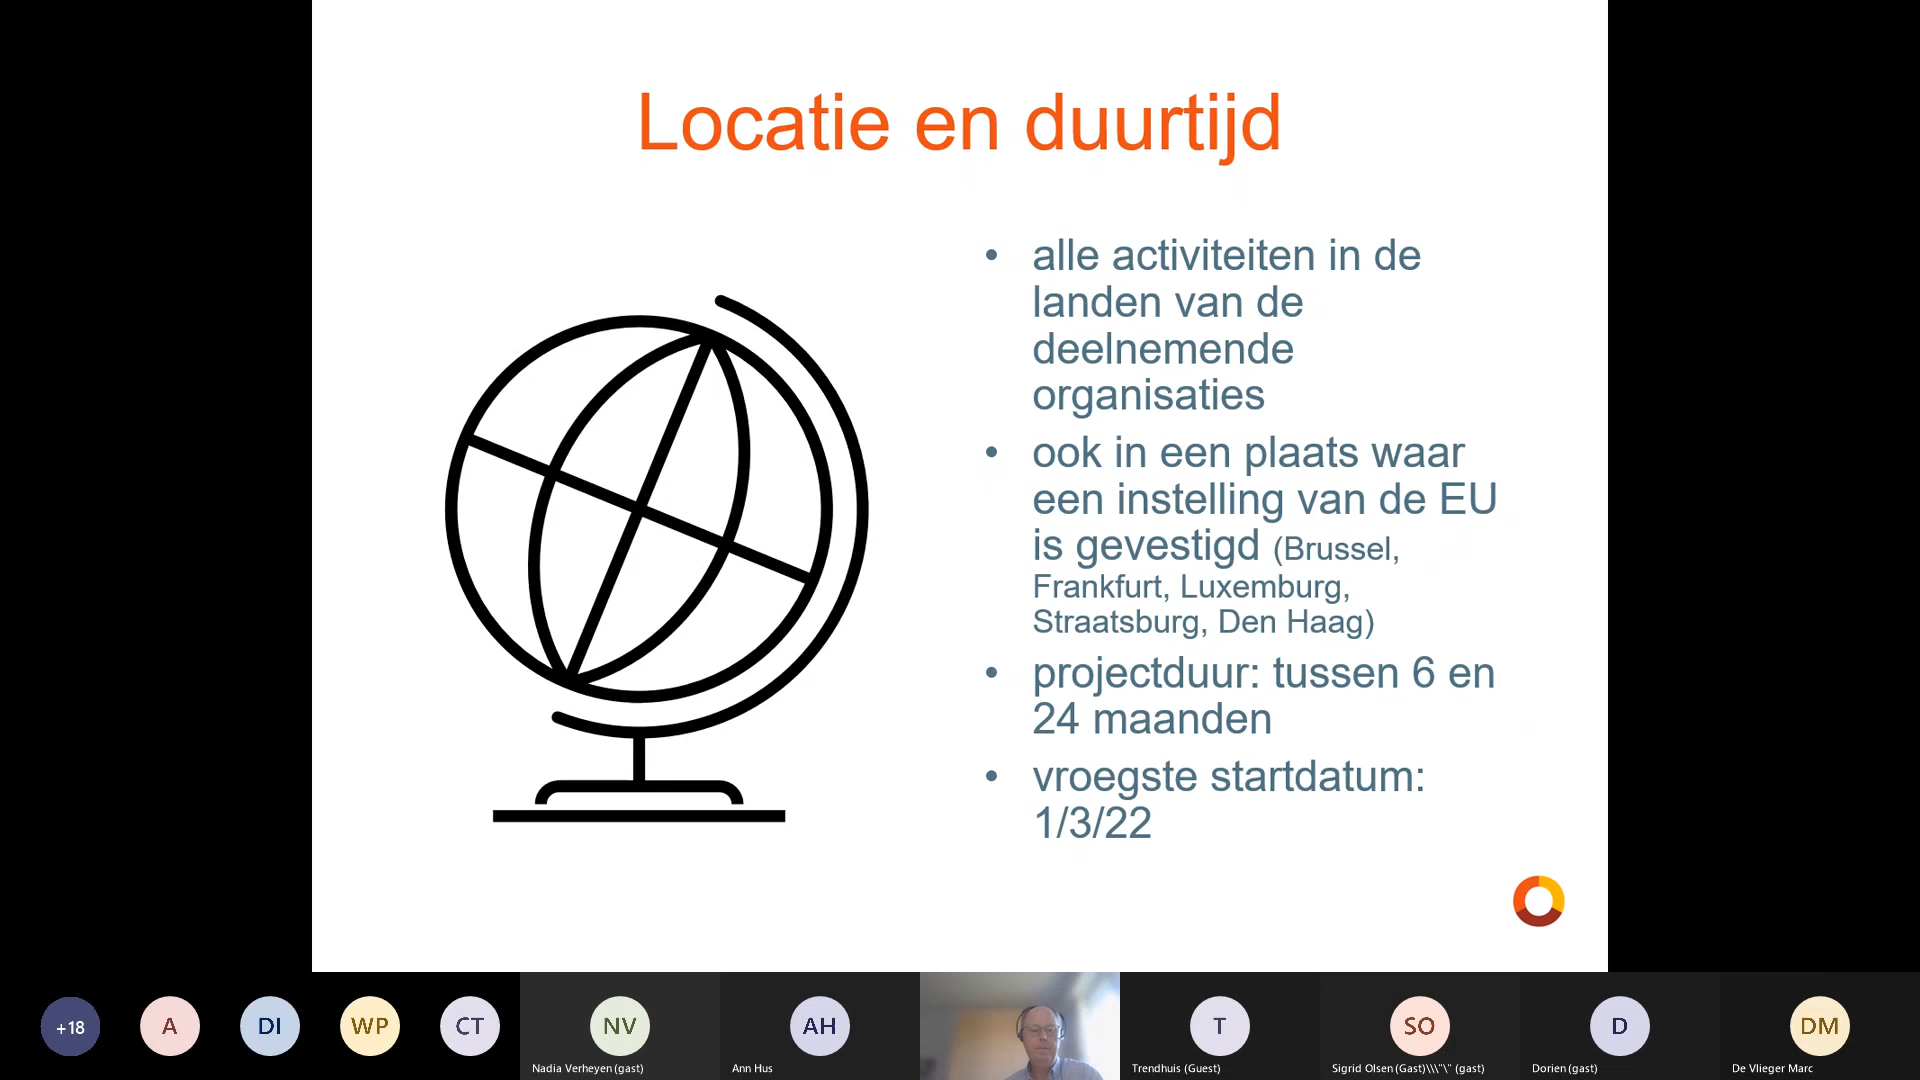 Locatie en duurtijd
• alle activiteiten in de
landen van de
deelnemende
organisaties
• ook in een plaats waar
een instelling van de EU
is gevestigd (Brussel,
Frankfurt, Luxemburg,
Straatsburg, Den Haag)
• projectduur: tussen 6 en
24 maanden
• vroegste startdatum:
1/3/22
+18
A
DI
WP
CT
NV
AH
T
SO
D
DM
Nadia Verheyen (gast)
Ann Hus
Trendhuis (Guest)
Sigrid Olsen (Gast)\\\"\" (gast)
Dorien (gast)
De Vlieger Marc